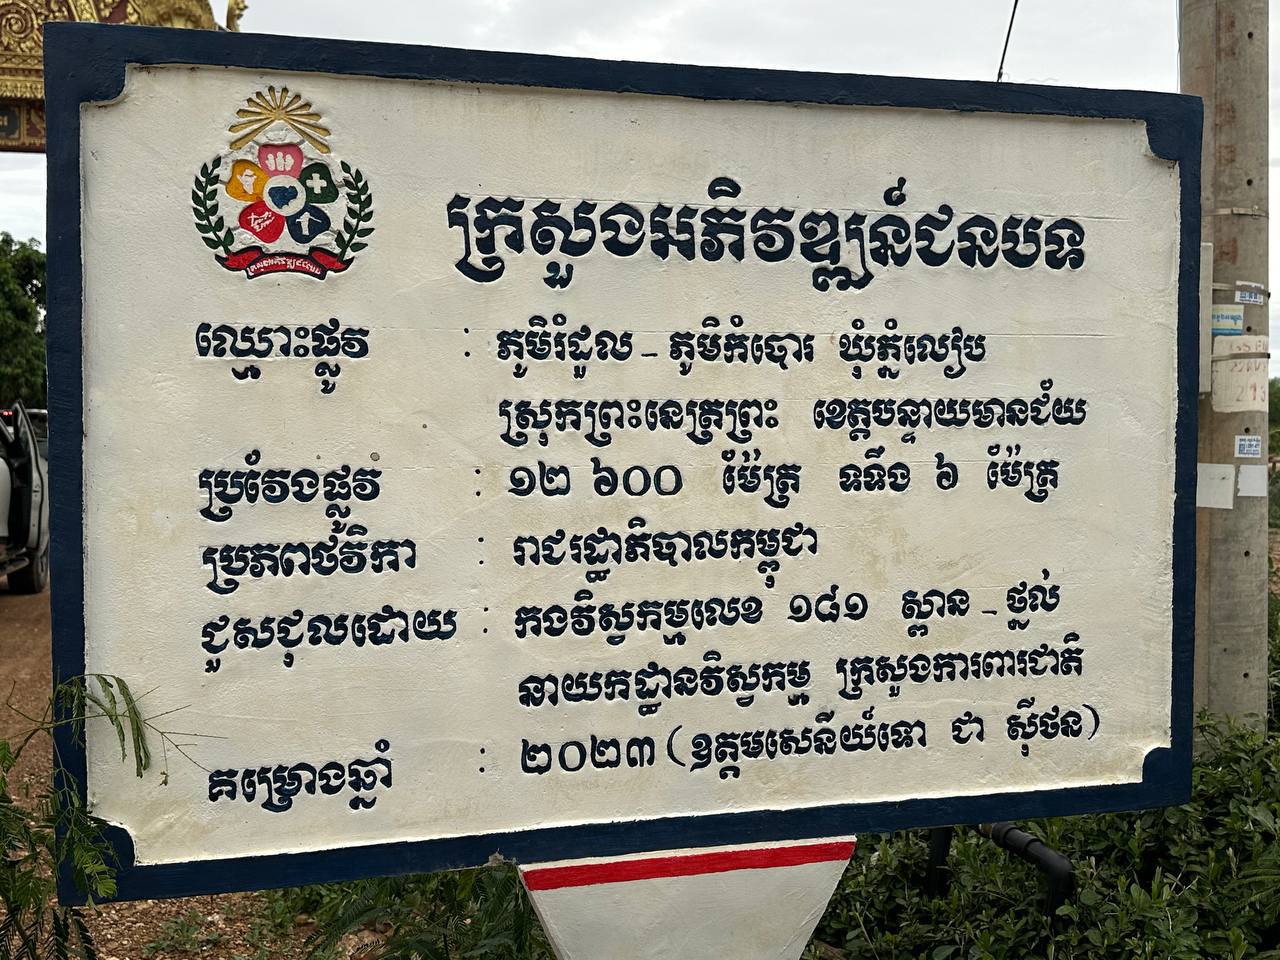 ក្រសួងអភិវឌ្ឍន៍ជនបទ
ឈ្មោះផ្លូវ : ភូមិរំដួល - ភូមិកំបោរ ឃុំភ្នំលៀប
ស្រុកព្រះនេត្រព្រះ ខេត្តបន្ទាយមានជ័យ
ប្រវែងផ្លូវ : ១២ ៦០០ ម៉ែត្រ ទទឹង ៦ ម៉ែត្រ
ប្រភពថវិកា : រាជរដ្ឋាភិបាលកម្ពុជា
ជួសជុលដោយ : កងវិស្វកម្មលេខ ១៨១ ស្ពាន - ថ្នល់
នាយកដ្ឋានវិស្វកម្ម ក្រសួងការពារជាតិ
គម្រោងឆ្នាំ : ២០២៣ (ឧត្តមសេនីយ៍ទោ ជា ស៊ីថន)